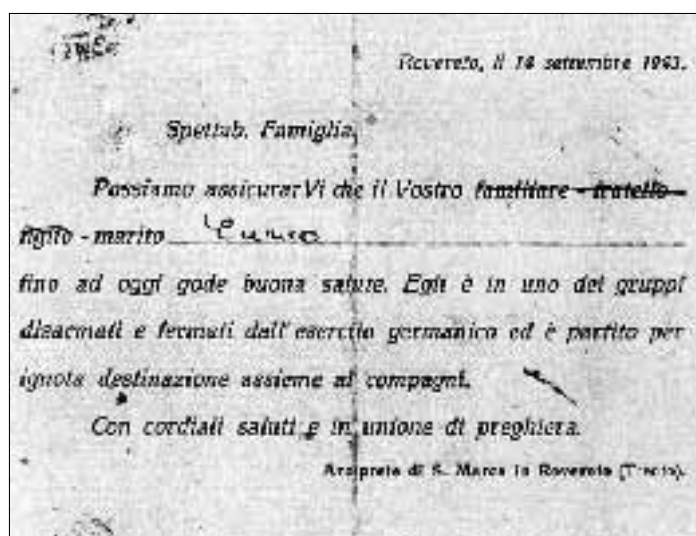 Rovereto, il 14 settembre 1943.
Spettab. Famiglia,
Possiamo assicurarVi che il Vostro familiare - fratello -
figlio - marito
fino ad oggi gode buona salute. Egli è in uno dei gruppi
disarmati e fermati dall'esercito germanico ed è partito per
ignota destinazione assieme ai compagni.
Con cordiali saluti e in unione di preghiera.
Arciprete di S. Marco in Rovereto (Trento).